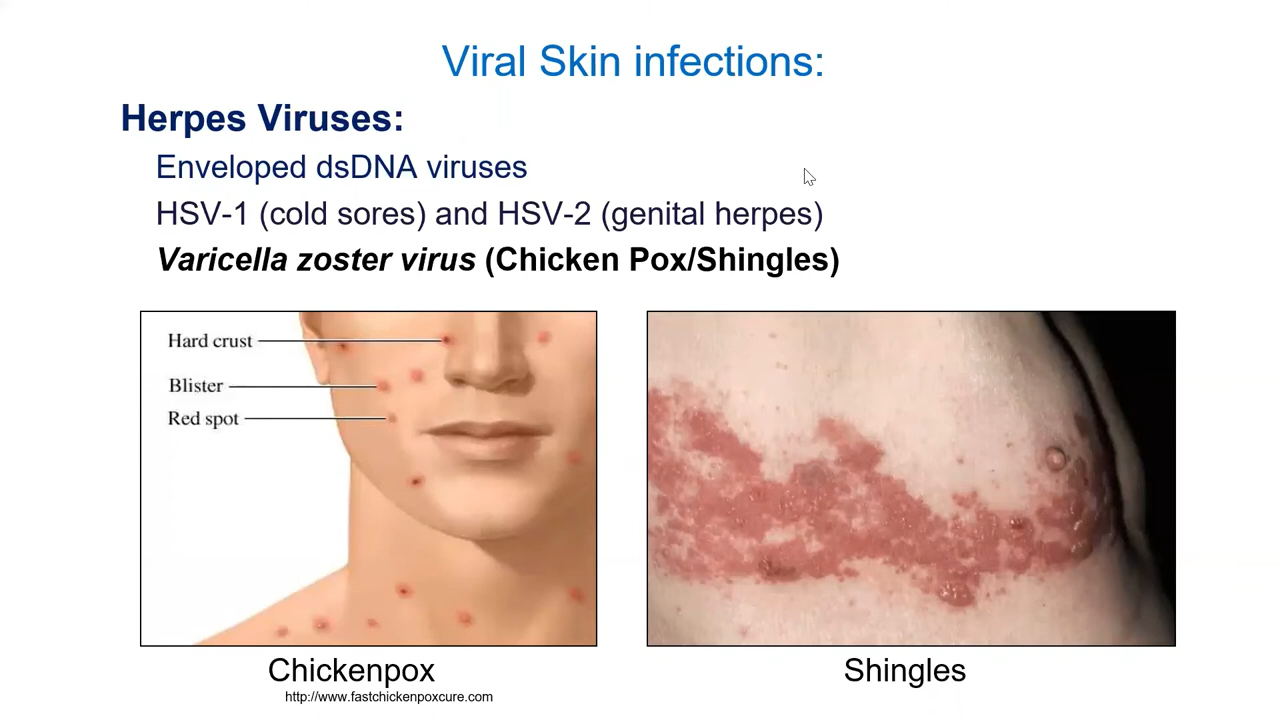 Viral Skin infections:
Herpes Viruses:
Enveloped dsDNA viruses
HSV-1 (cold sores) and HSV-2 (genital herpes)
Varicella zoster virus (Chicken Pox/Shingles)
Hard crust
Blister
Red spot
Chickenpox
Shingles
http://www.fastchickenpoxcure.com